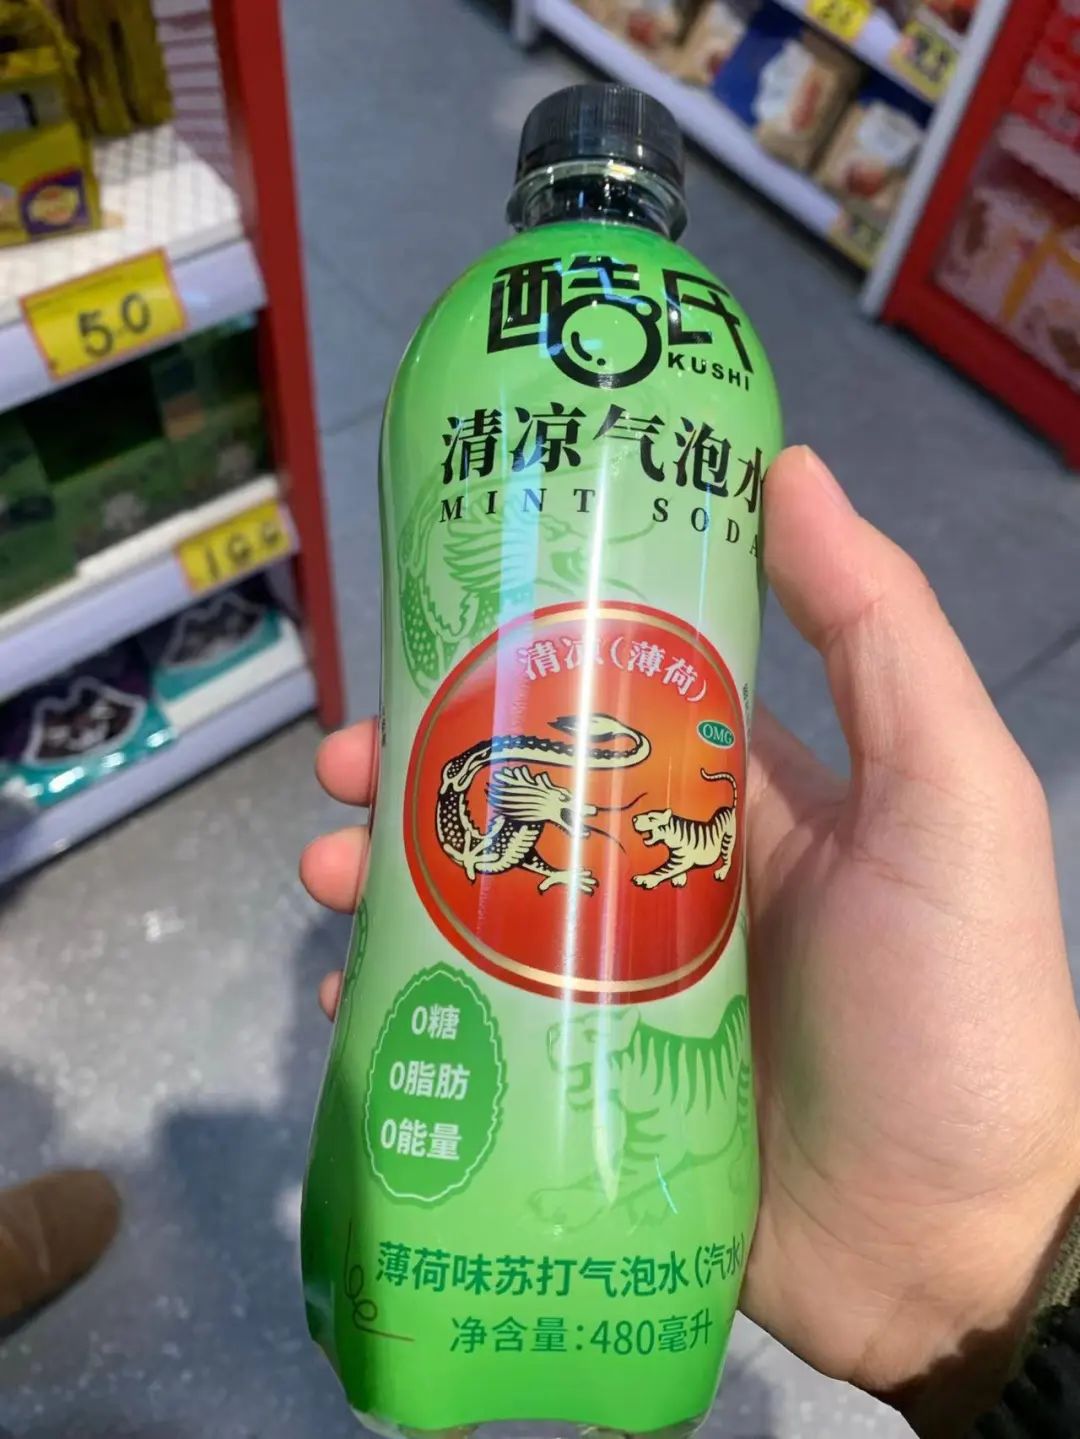 酷氏
KUSHI
清凉气泡水
MINT SODA
清凉(薄荷)
OMG
0糖
0脂肪
0能量
薄荷味苏打气泡水(汽水)
净含量:480毫升
5.0